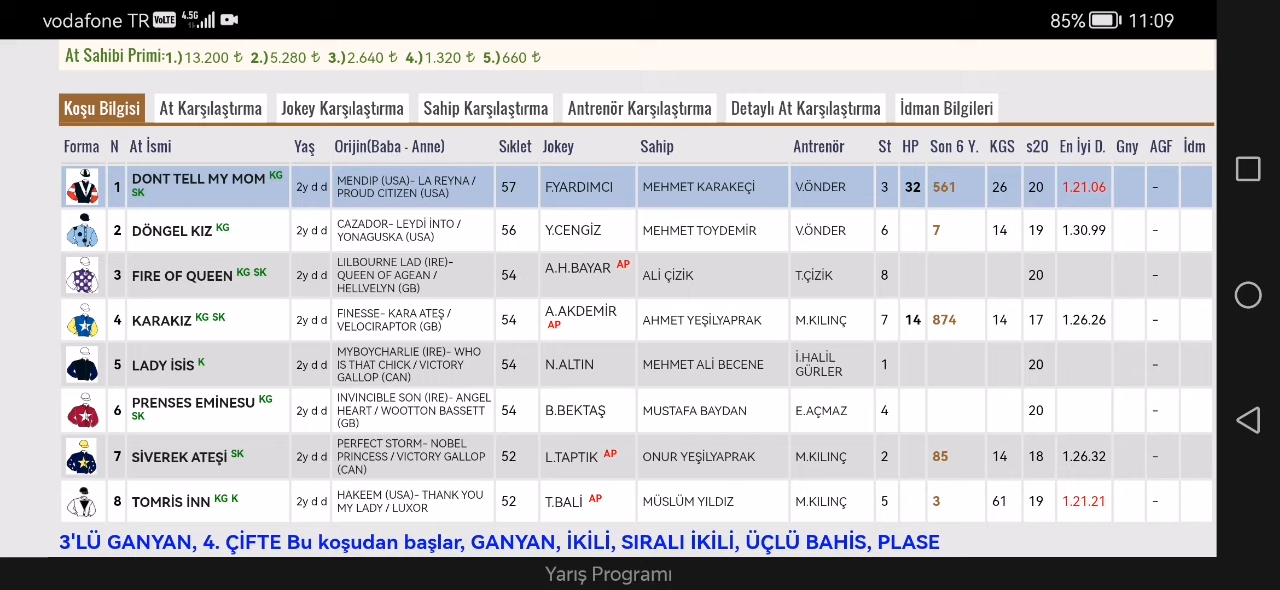 vodafone TR VoLTE 4.5G 85% 11:09
At Sahibi Primi:1.)13.200 ₺ 2.)5.280 ₺ 3.)2.640 ₺ 4.)1.320 ₺ 5.)660 ₺
Koşu Bilgisi At Karşılaştırma Jokey Karşılaştırma Sahip Karşılaştırma Antrenör Karşılaştırma Detaylı At Karşılaştırma İdman Bilgileri
Forma N At İsmi Yaş Orijin(Baba - Anne) Sıklet Jokey Sahip Antrenör St HP Son 6 Y. KGS s20 En İyi D. Gny AGF İdm
1 DONT TELL MY MOM KG SK 2y d d MENDIP (USA)- LA REYNA / PROUD CITIZEN (USA) 57 F.YARDIMCI MEHMET KARAKEÇİ V.ÖNDER 3 32 561 26 20 1.21.06 -
2 DÖNGEL KIZ KG 2y d d CAZADOR- LEYDİ İNTO / YONAGUSKA (USA) 56 Y.CENGİZ MEHMET TOYDEMİR V.ÖNDER 6 7 14 19 1.30.99 -
3 FIRE OF QUEEN KG SK 2y d d LILBOURNE LAD (IRE)- QUEEN OF AGEAN / HELLVELYN (GB) 54 A.H.BAYAR AP ALİ ÇİZİK T.ÇİZİK 8 20 -
4 KARAKIZ KG SK 2y d d FINESSE- KARA ATEŞ / VELOCIRAPTOR (GB) 54 A.AKDEMİR AP AHMET YEŞİLYAPRAK M.KILINÇ 7 14 874 14 17 1.26.26 -
5 LADY İSİS K 2y d d MYBOYCHARLIE (IRE)- WHO IS THAT CHICK / VICTORY GALLOP (CAN) 54 N.ALTIN MEHMET ALİ BECENE İ.HALİL GÜRLER 1 20 -
6 PRENSES EMİNESU KG SK 2y d d INVINCIBLE SON (IRE)- ANGEL HEART / WOOTTON BASSETT (GB) 54 B.BEKTAŞ MUSTAFA BAYDAN E.AÇMAZ 4 20 -
7 SİVEREK ATEŞİ SK 2y d d PERFECT STORM- NOBEL PRINCESS / VICTORY GALLOP (CAN) 52 L.TAPTIK AP ONUR YEŞİLYAPRAK M.KILINÇ 2 85 14 18 1.26.32 -
8 TOMRİS İNN KG K 2y d d HAKEEM (USA)- THANK YOU MY LADY / LUXOR 52 T.BALİ AP MÜSLÜM YILDIZ M.KILINÇ 5 3 61 19 1.21.21 -
3'LÜ GANYAN, 4. ÇİFTE Bu koşudan başlar, GANYAN, İKİLİ, SIRALI İKİLİ, ÜÇLÜ BAHİS, PLASE
Yarış Programı